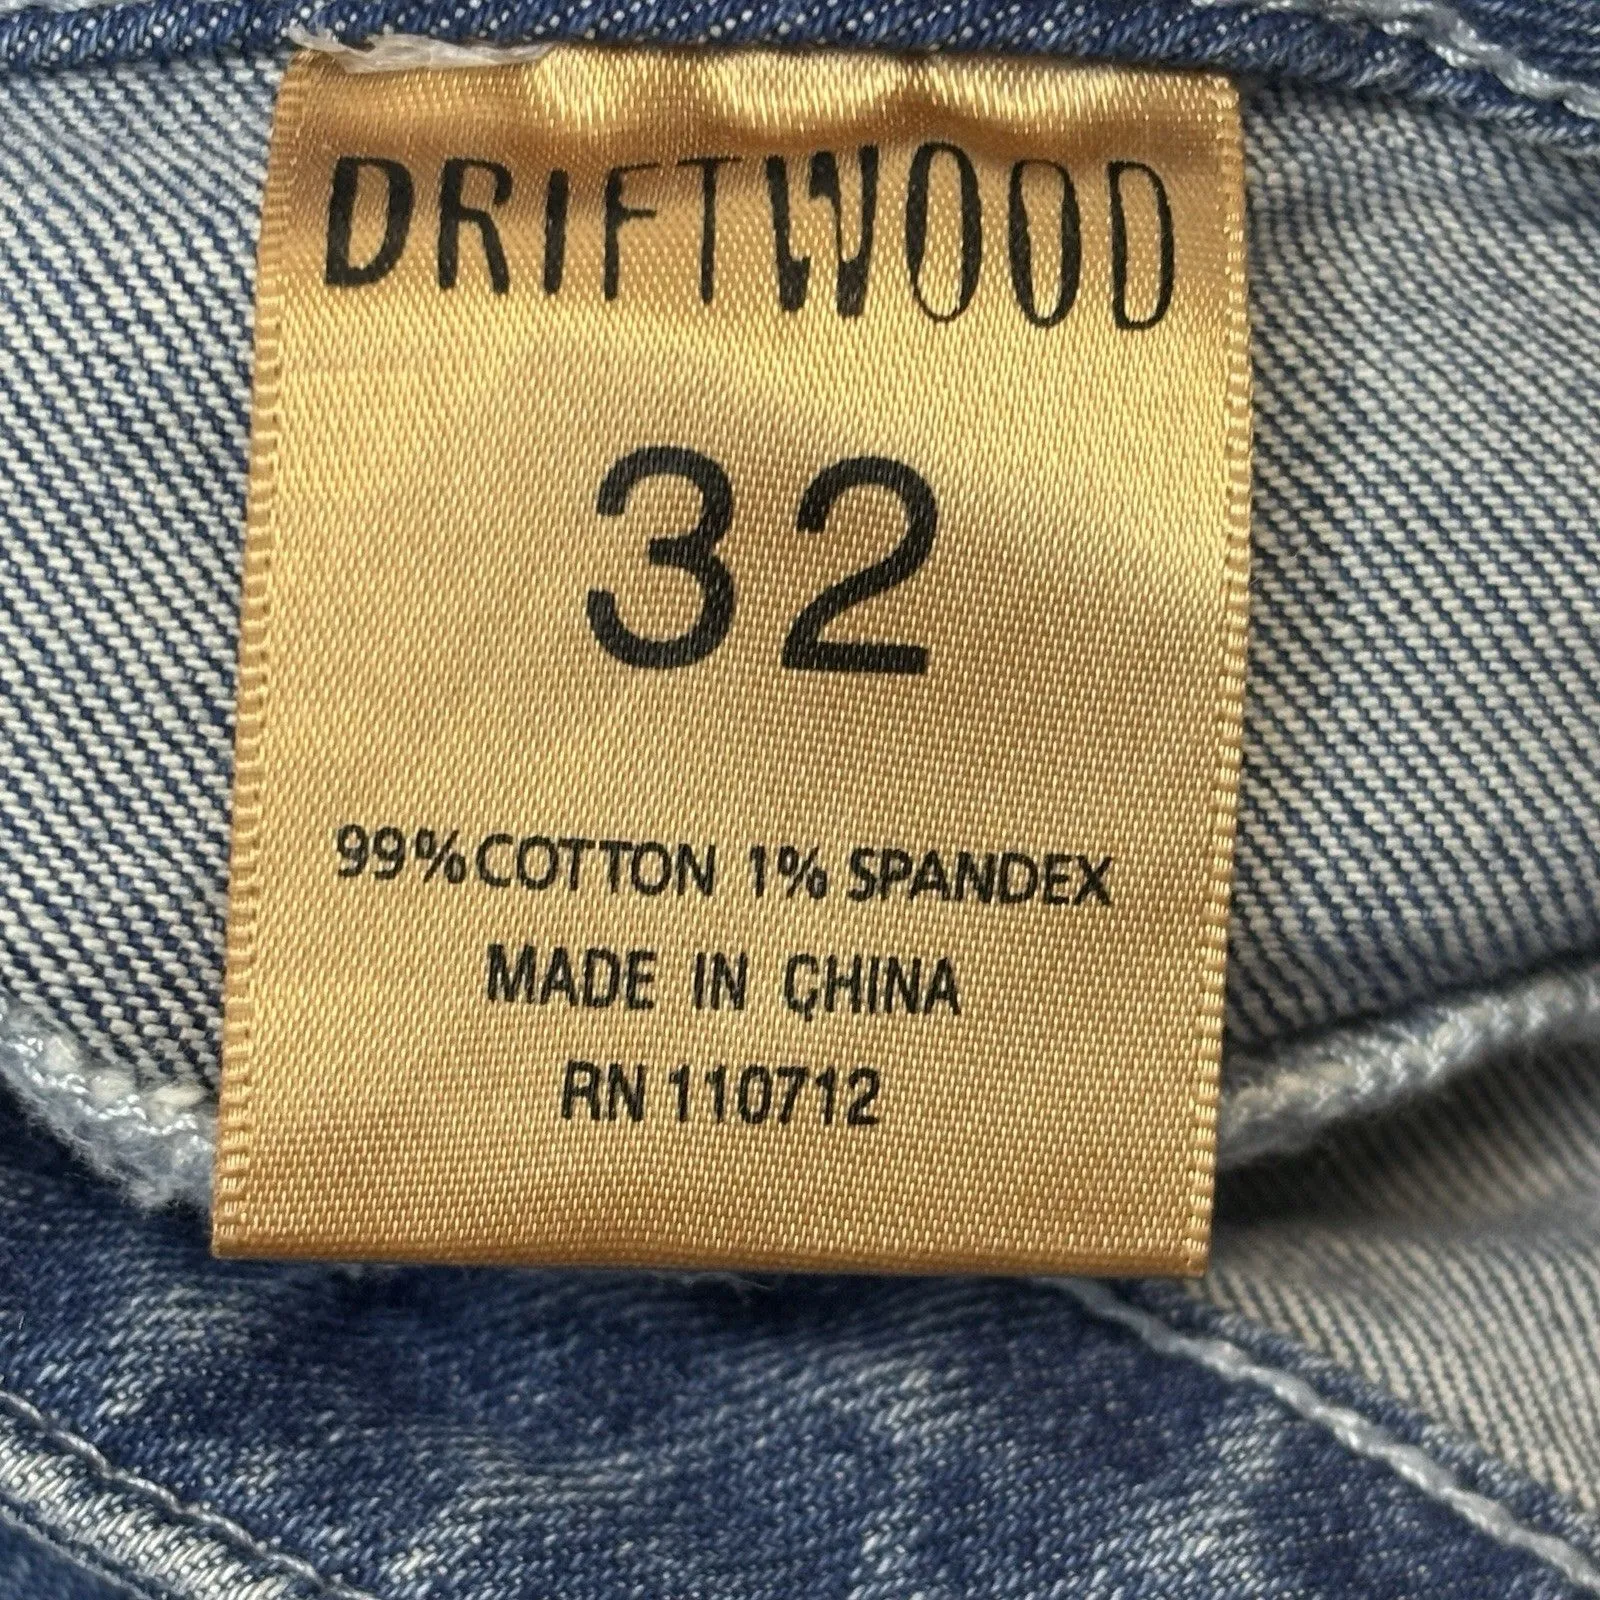 DRIFTWOOD
32
99% COTTON 1% SPANDEX
MADE IN CHINA
RN 110712